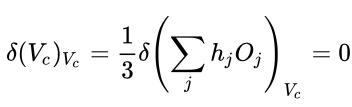 δ(V_c)_{V_c} = \frac{1}{3} δ\left( \sum_j h_j O_j \right)_{V_c} = 0